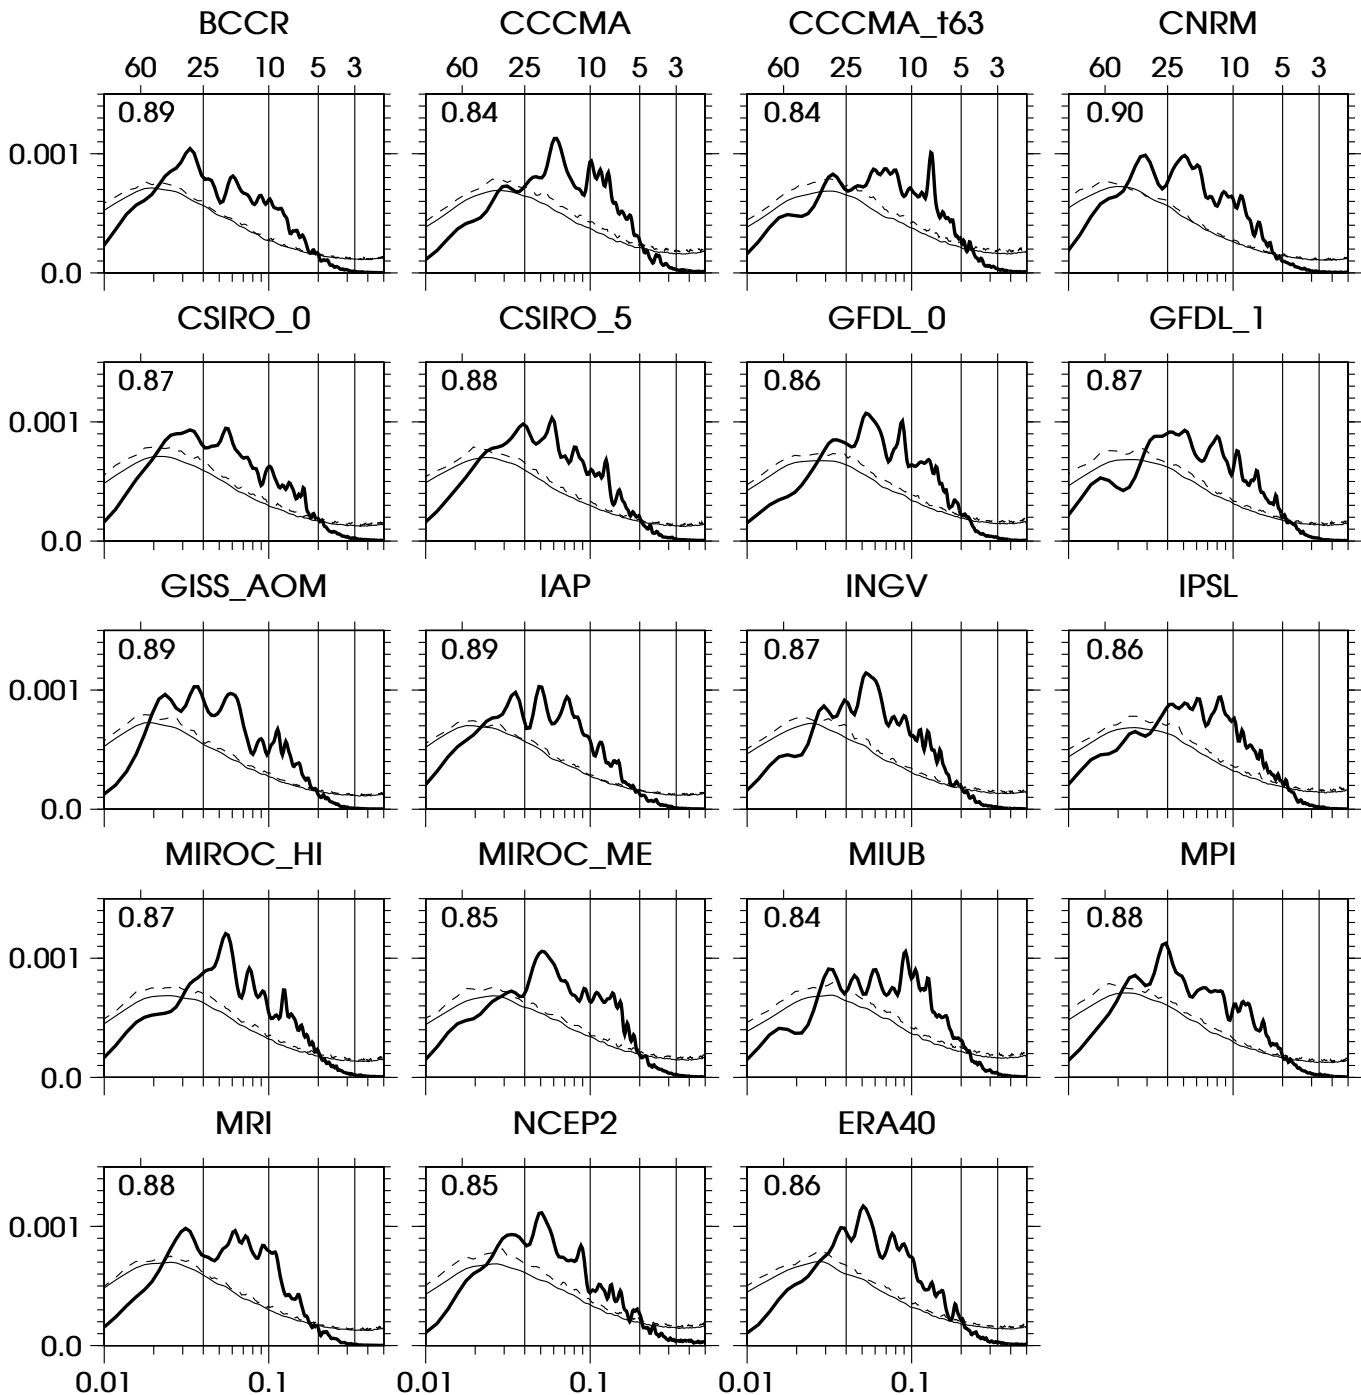 BCCR CCCMA CCCMA_t63 CNRM
60 25 10 5 3 60 25 10 5 3 60 25 10 5 3 60 25 10 5 3
0.89 0.84 0.84 0.90
0.001
0.0
CSIRO_0 CSIRO_5 GFDL_0 GFDL_1
0.87 0.88 0.86 0.87
0.001
0.0
GISS_AOM IAP INGV IPSL
0.89 0.89 0.87 0.86
0.001
0.0
MIROC_HI MIROC_ME MIUB MPI
0.87 0.85 0.84 0.88
0.001
0.0
MRI NCEP2 ERA40
0.88 0.85 0.86
0.001
0.0
0.01 0.1 0.01 0.1 0.01 0.1